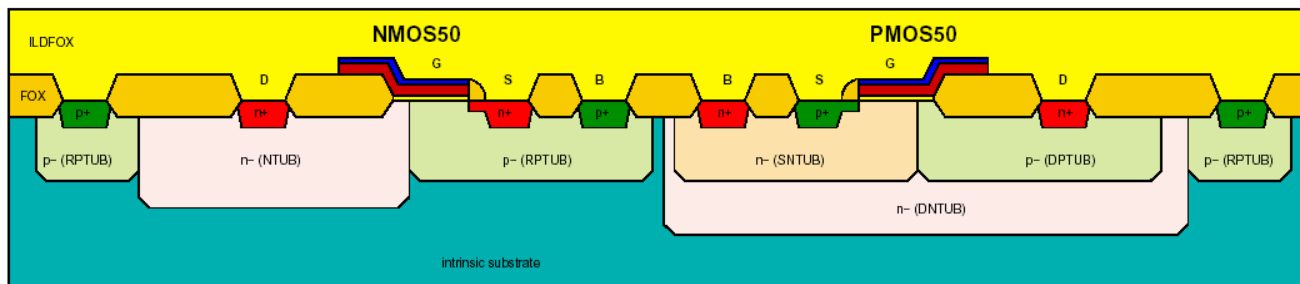 NMOS50
PMOS50
ILDFOX
G
G
D
S
B
B
S
D
FOX
p+
n+
n+
p+
n+
p+
n+
p+
p− (RPTUB)
n− (NTUB)
p− (RPTUB)
n− (SNTUB)
p− (DPTUB)
p− (RPTUB)
n− (DNTUB)
intrinsic substrate